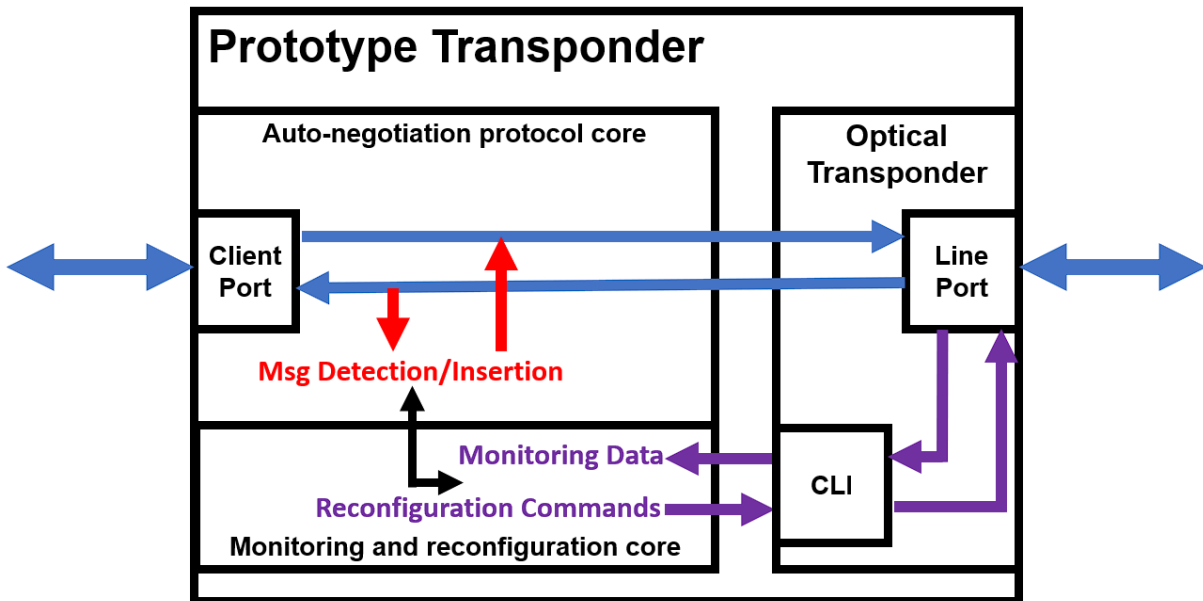 Prototype Transponder
Auto-negotiation protocol core
Optical
Transponder
Client
Port
Line
Port
Msg Detection/Insertion
Monitoring Data
CLI
Reconfiguration Commands
Monitoring and reconfiguration core